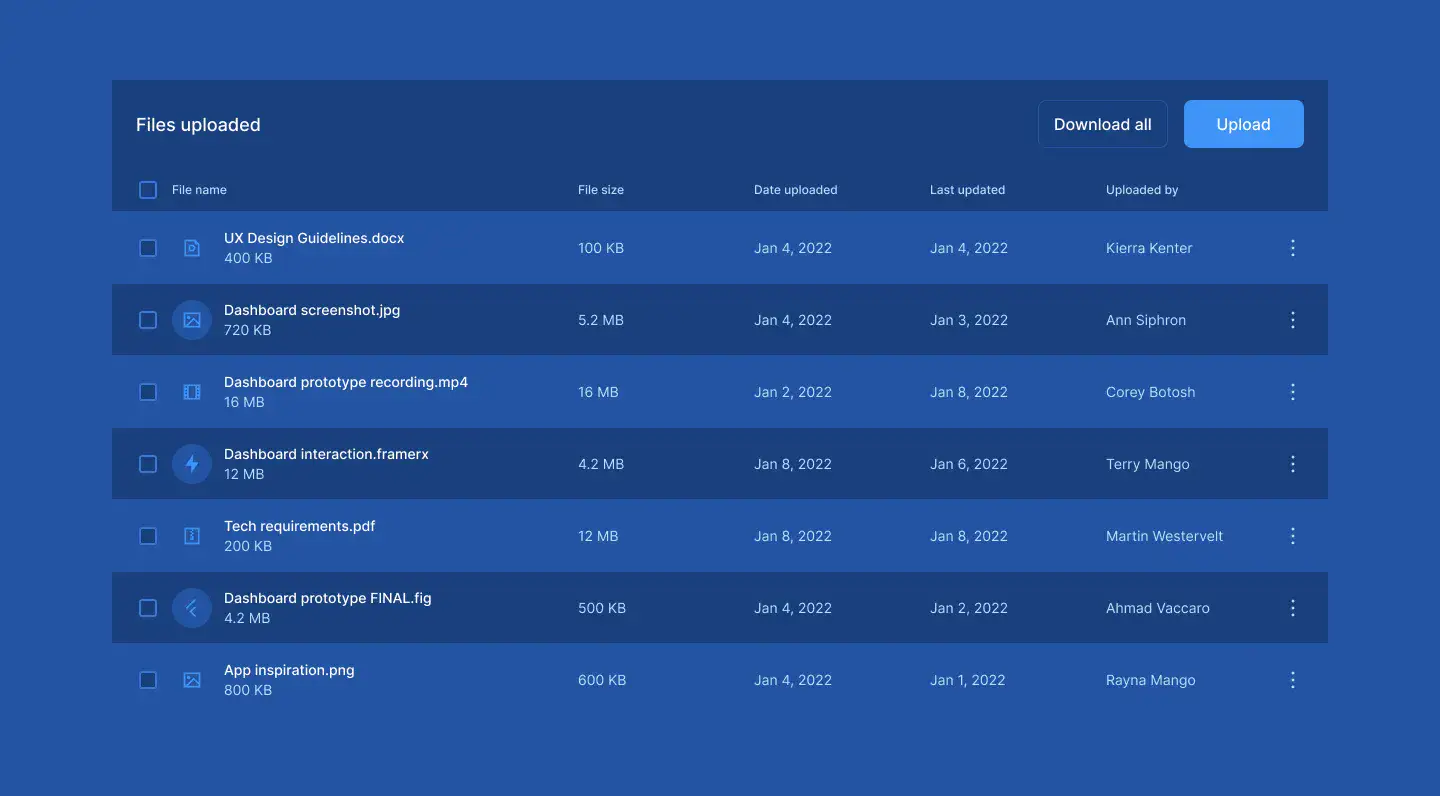 Files uploaded Download all Upload
File name File size Date uploaded Last updated Uploaded by
UX Design Guidelines.docx
400 KB 100 KB Jan 4, 2022 Jan 4, 2022 Kierra Kenter
Dashboard screenshot.jpg
720 KB 5.2 MB Jan 4, 2022 Jan 3, 2022 Ann Siphron
Dashboard prototype recording.mp4
16 MB 16 MB Jan 2, 2022 Jan 8, 2022 Corey Botosh
Dashboard interaction.framerx
12 MB 4.2 MB Jan 8, 2022 Jan 6, 2022 Terry Mango
Tech requirements.pdf
200 KB 12 MB Jan 8, 2022 Jan 8, 2022 Martin Westervelt
Dashboard prototype FINAL.fig
4.2 MB 500 KB Jan 4, 2022 Jan 2, 2022 Ahmad Vaccaro
App inspiration.png
800 KB 600 KB Jan 4, 2022 Jan 1, 2022 Rayna Mango